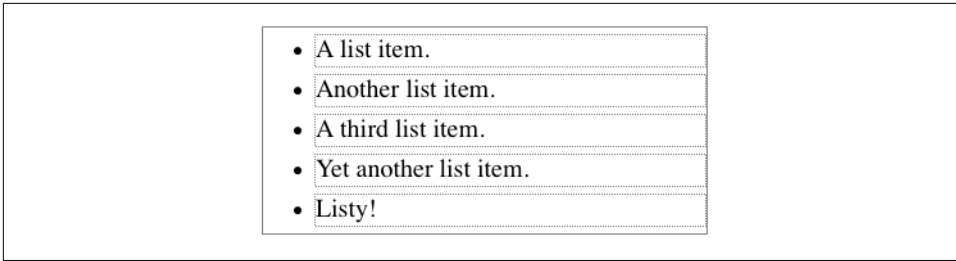 • A list item.
• Another list item.
• A third list item.
• Yet another list item.
• Listy!